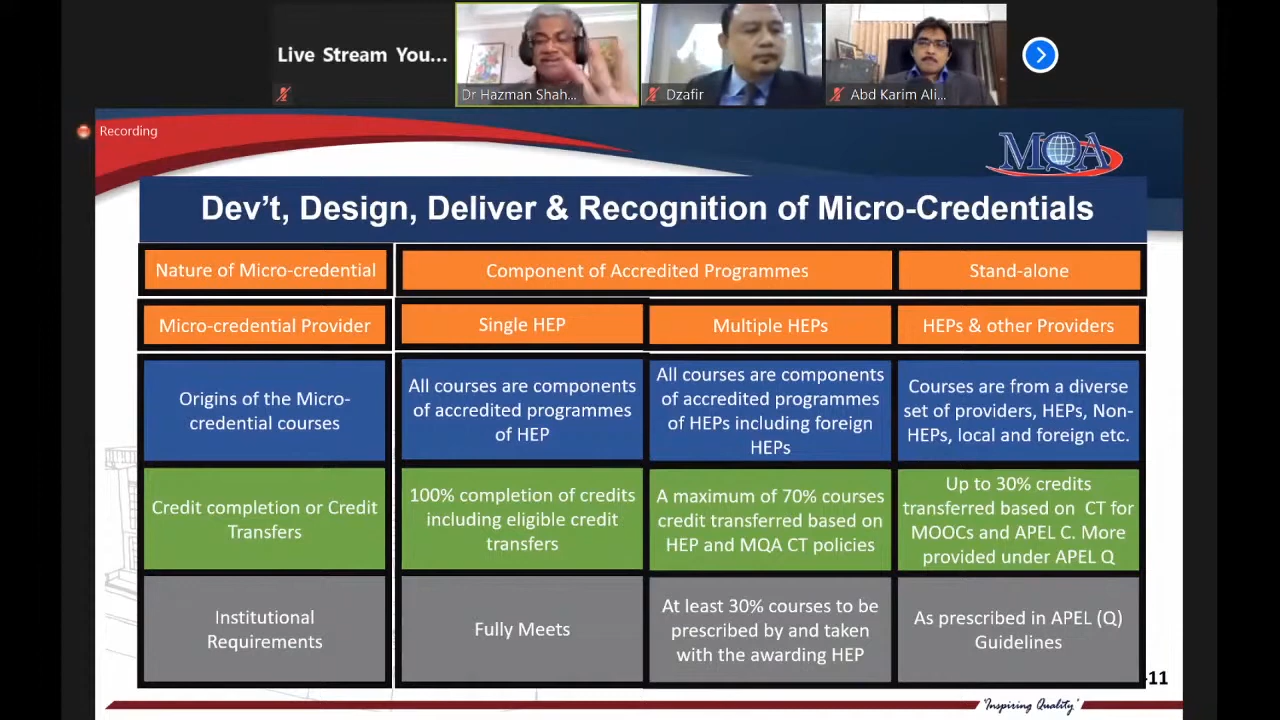 Live Stream You...
Dr Hazman Shah...
Dzafir
Abd Karim Ali...
Recording
MQA
Dev't, Design, Deliver & Recognition of Micro-Credentials
Nature of Micro-credential
Component of Accredited Programmes
Stand-alone
Micro-credential Provider
Single HEP
Multiple HEPs
HEPs & other Providers
Origins of the Micro-
credential courses
All courses are components
of accredited programmes
of HEP
All courses are components
of accredited programmes
of HEPs including foreign
HEPs
Courses are from a diverse
set of providers, HEPs, Non-
HEPs, local and foreign etc.
Credit completion or Credit
Transfers
100% completion of credits
including eligible credit
transfers
A maximum of 70% courses
credit transferred based on
HEP and MQA CT policies
Up to 30% credits
transferred based on CT for
MOOCs and APEL C. More
provided under APEL Q
Institutional
Requirements
Fully Meets
At least 30% courses to be
prescribed by and taken
with the awarding HEP
As prescribed in APEL (Q)
Guidelines
-11
'Inspiring Quality'